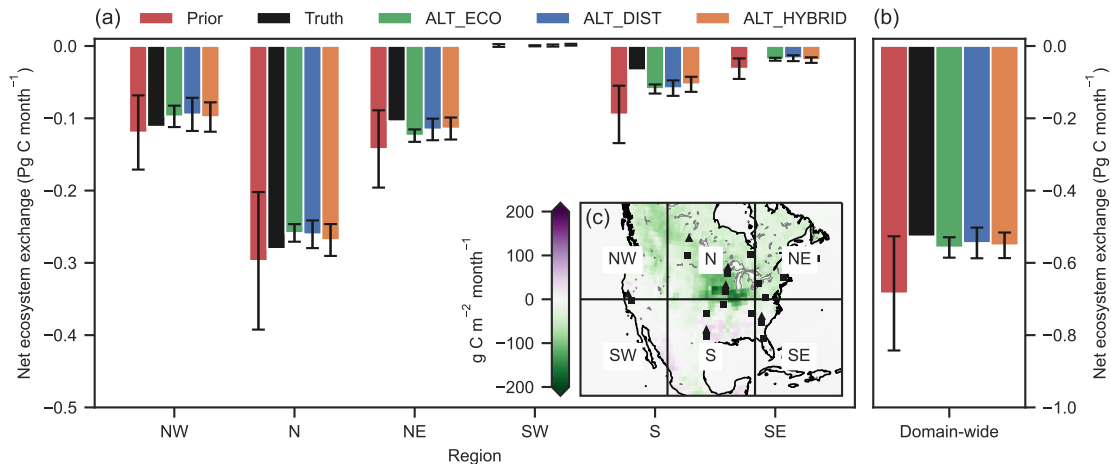 Prior Truth ALT_ECO ALT_DIST ALT_HYBRID
(a)
(b)
0.0
−0.1
−0.2
−0.3
−0.4
−0.5
Net ecosystem exchange (Pg C month⁻¹)
NW N NE SW S SE
Region
200
100
0
−100
−200
g C m⁻² month⁻¹
(c)
NW N NE
SW S SE
0.0
−0.2
−0.4
−0.6
−0.8
−1.0
Net ecosystem exchange (Pg C month⁻¹)
Domain-wide